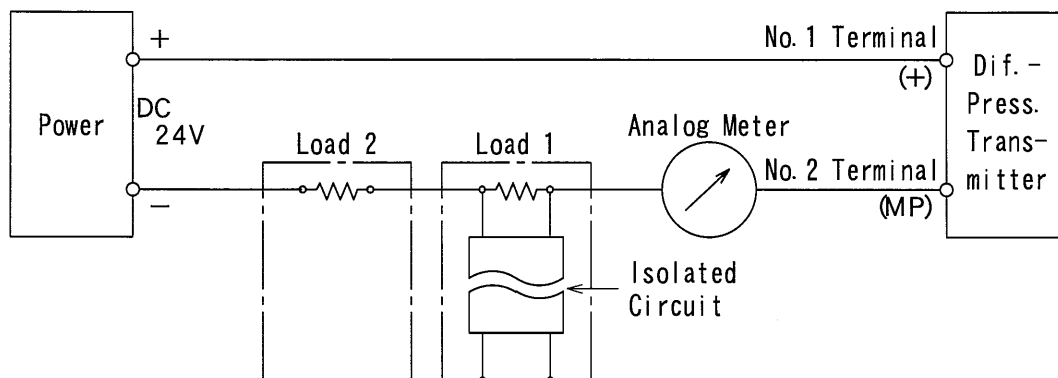 Power
+
DC
24V
−
Load 2
Load 1
Analog Meter
No. 1 Terminal
(+)
No. 2 Terminal
(MP)
Dif.-
Press.
Trans-
mitter
Isolated
Circuit